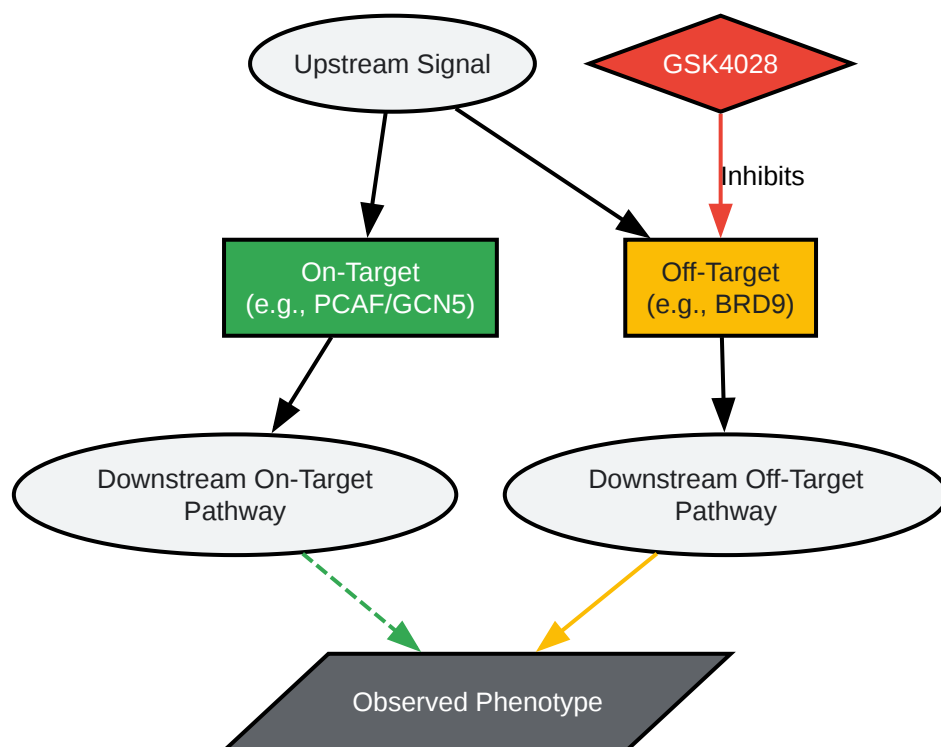 Upstream Signal
GSK4028
Inhibits
On-Target
(e.g., PCAF/GCN5)
Off-Target
(e.g., BRD9)
Downstream On-Target
Pathway
Downstream Off-Target
Pathway
Observed Phenotype